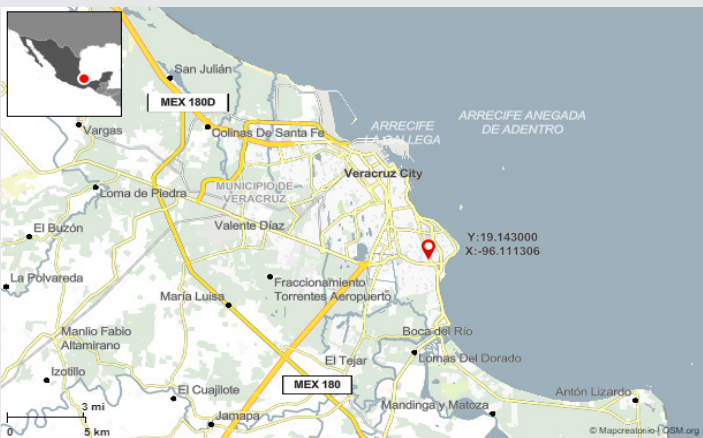 San Julián
MEX 180D
Vargas
Colinas De Santa Fe
ARRECIFE
LA GALLEGA
ARRECIFE ANEGADA
DE ADENTRO
Veracruz City
MUNICIPIO DE
VERACRUZ
Loma de Piedra
Valente Díaz
El Buzón
Y:19.143000
X:-96.111306
La Polvareda
Fraccionamiento
Torrentes Aeropuerto
María Luisa
Manlio Fabio
Altamirano
Boca del Río
El Tejar
Lomas Del Dorado
Izotillo
MEX 180
El Cuajilote
Antón Lizardo
Mandinga y Matoza
3 mi
Jamapa
0
5 km
© Mapcreator.io | OSM.org